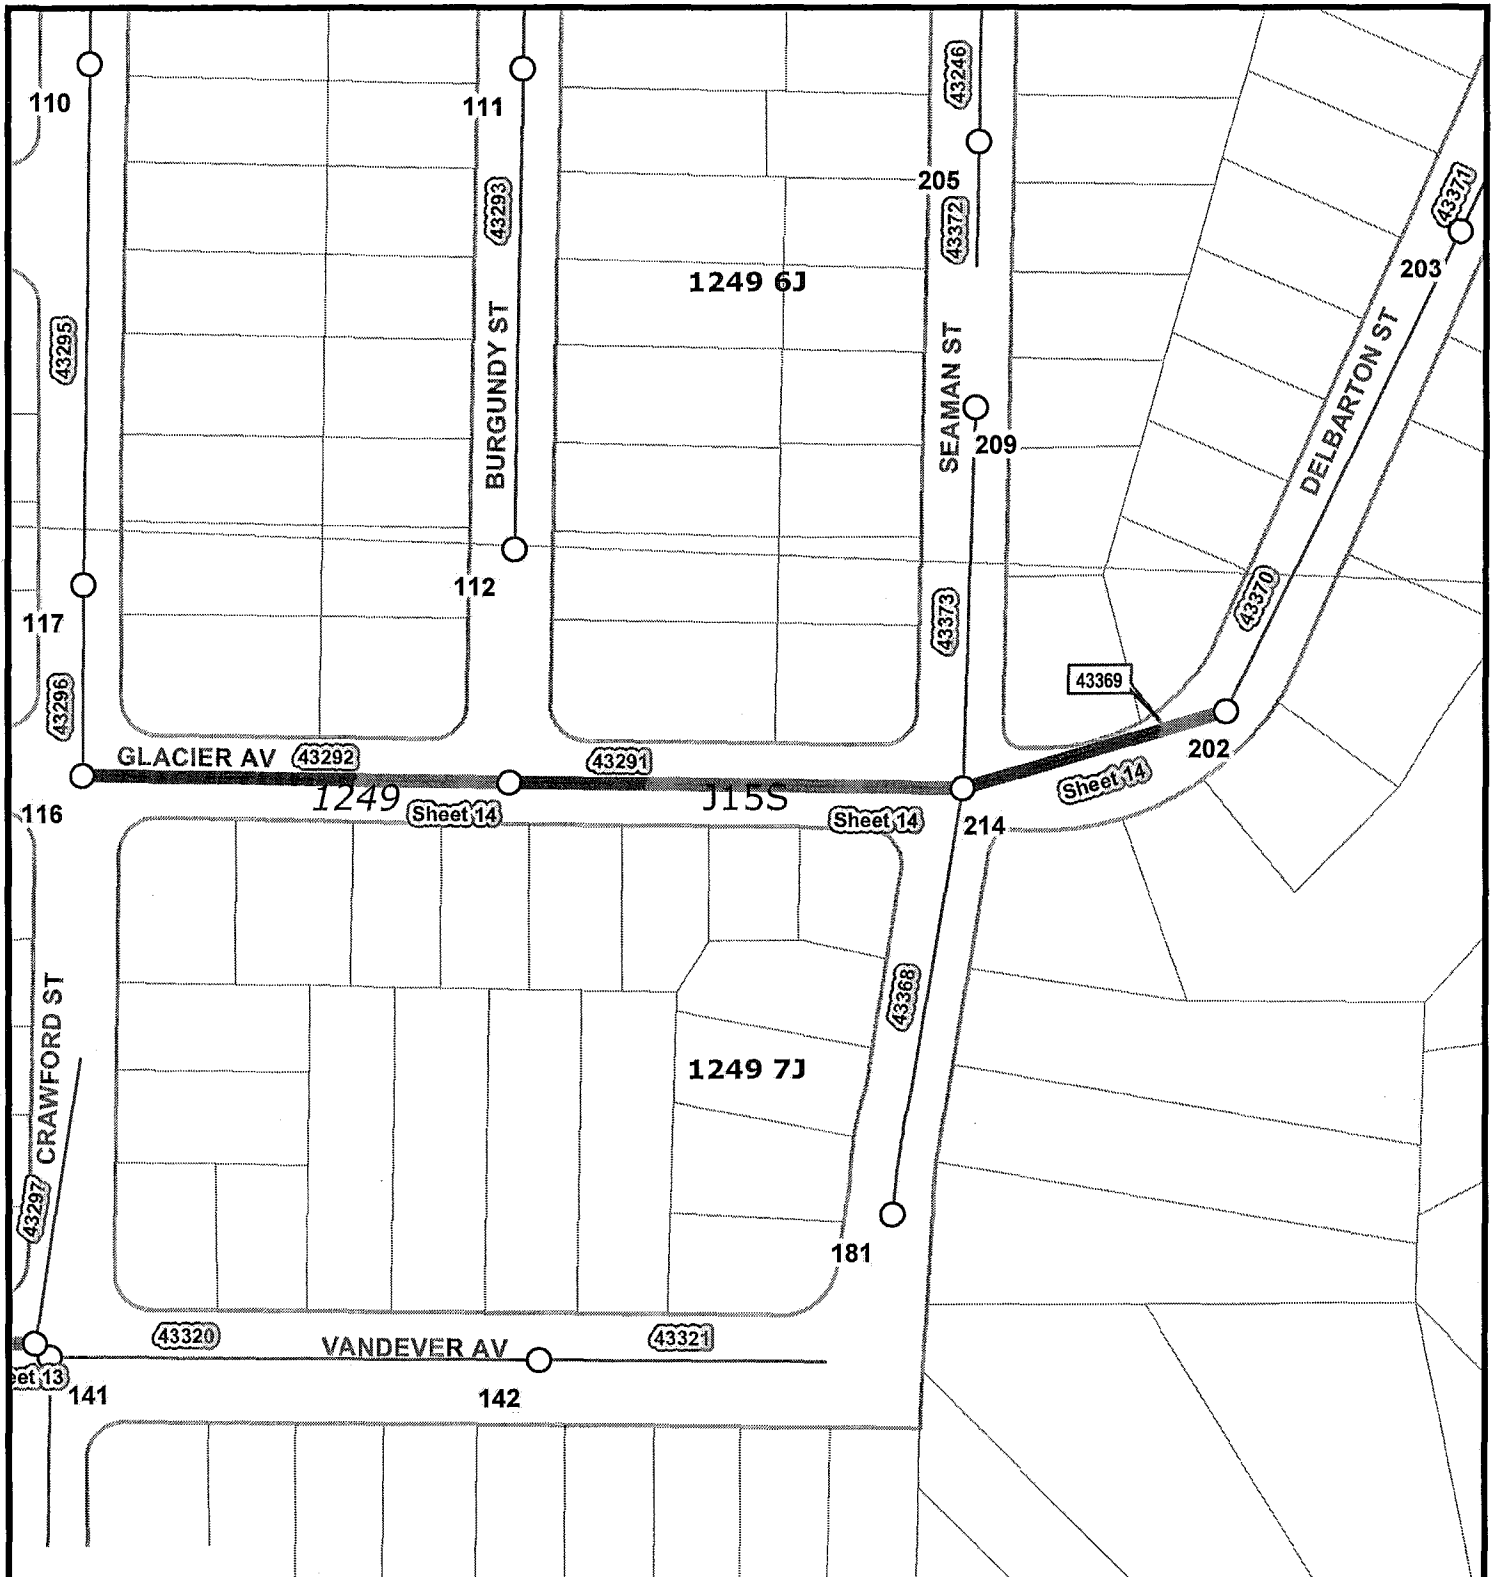 43246
110
111
205
43371
43293
43372
203
1249 6J
43295
BURGUNDY ST
SEAMAN ST
DELBARTON ST
209
112
43370
43373
117
43296
43369
GLACIER AV
43292
43291
202
1249
J15S
Sheet 14
Sheet 14
Sheet 14
116
214
CRAWFORD ST
43368
1249 7J
43297
181
43320
VANDEVER AV
43321
eet 13
141
142